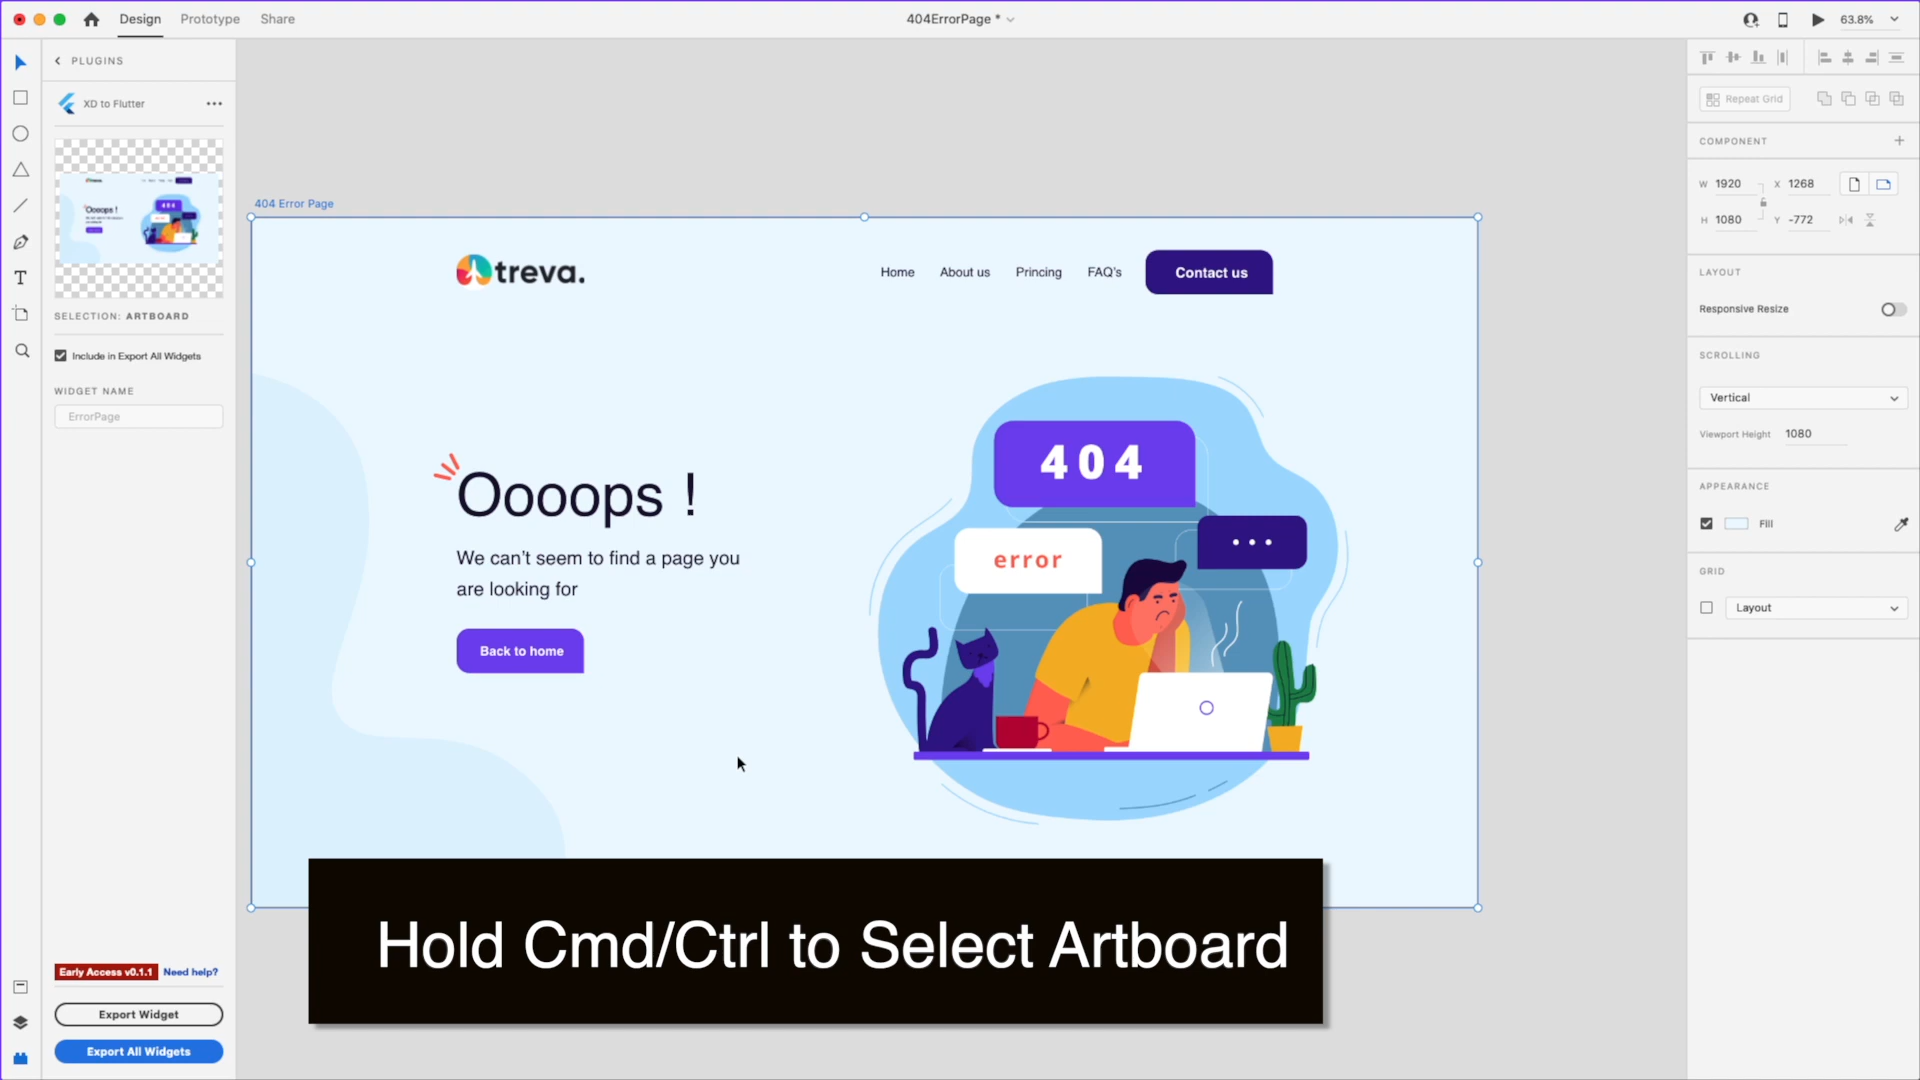 Design
Prototype
Share
404ErrorPage *
63.8%
PLUGINS
XD to Flutter
SELECTION: ARTBOARD
Include in Export All Widgets
WIDGET NAME
ErrorPage
Early Access v0.1.1
Need help?
Export Widget
Export All Widgets
404 Error Page
treva.
Home
About us
Princing
FAQ's
Contact us
Oooops !
We can't seem to find a page you
are looking for
Back to home
404
error
Hold Cmd/Ctrl to Select Artboard
Repeat Grid
COMPONENT
W 1920 X 1268
H 1080 Y -772
LAYOUT
Responsive Resize
SCROLLING
Vertical
Viewport Height 1080
APPEARANCE
Fill
GRID
Layout